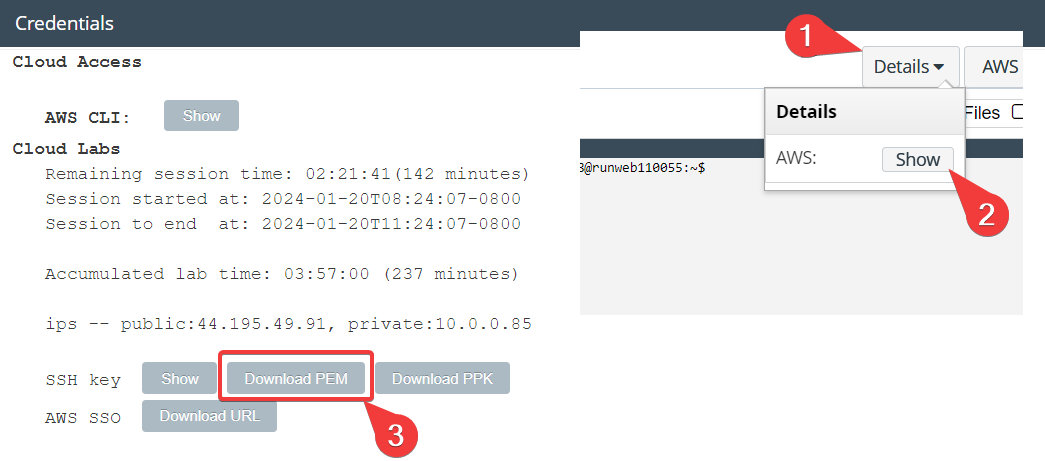 Credentials
Cloud Access
AWS CLI: Show
Cloud Labs
Remaining session time: 02:21:41(142 minutes)
Session started at: 2024-01-20T08:24:07-0800
Session to end  at: 2024-01-20T11:24:07-0800
Accumulated lab time: 03:57:00 (237 minutes)
ips -- public:44.195.49.91, private:10.0.0.85
SSH key Show Download PEM Download PPK
AWS SSO Download URL
3
1
Details AWS
Details
Files
AWS: Show
3@runweb110055:~$
2